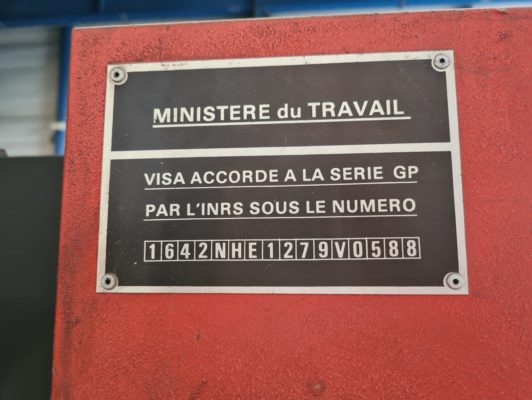 MINISTERE du TRAVAIL
VISA ACCORDE A LA SERIE GP
PAR L'INRS SOUS LE NUMERO
1642NHE1279V0588